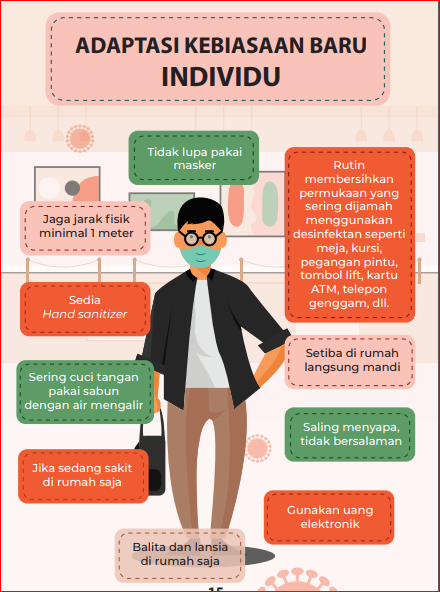 ADAPTASI KEBIASAAN BARU
INDIVIDU
Tidak lupa pakai
masker
Jaga jarak fisik
minimal 1 meter
Sedia
Hand sanitizer
Sering cuci tangan
pakai sabun
dengan air mengalir
Jika sedang sakit
di rumah saja
Balita dan lansia
di rumah saja
Rutin
membersihkan
permukaan yang
sering dijamah
menggunakan
desinfektan seperti
meja, kursi,
pegangan pintu,
tombol lift, kartu
ATM, telepon
genggam, dll.
Setiba di rumah
langsung mandi
Saling menyapa,
tidak bersalaman
Gunakan uang
elektronik